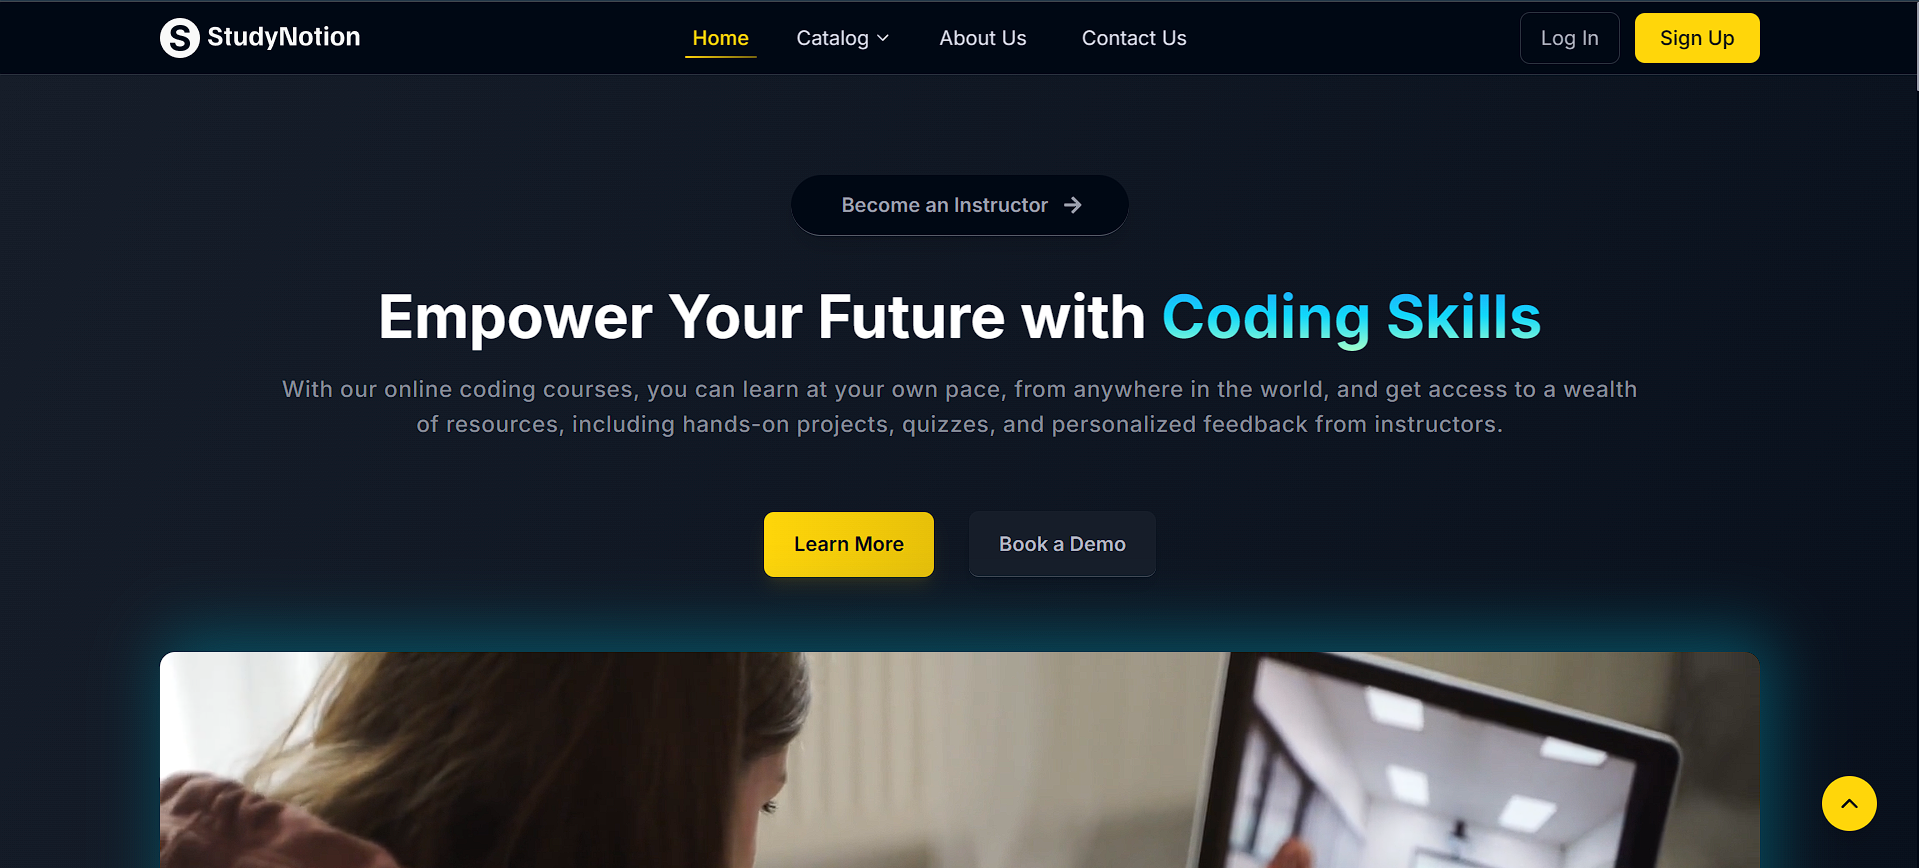 StudyNotion
Home
Catalog
About Us
Contact Us
Log In
Sign Up
Become an Instructor
Empower Your Future with Coding Skills
With our online coding courses, you can learn at your own pace, from anywhere in the world, and get access to a wealth
of resources, including hands-on projects, quizzes, and personalized feedback from instructors.
Learn More
Book a Demo